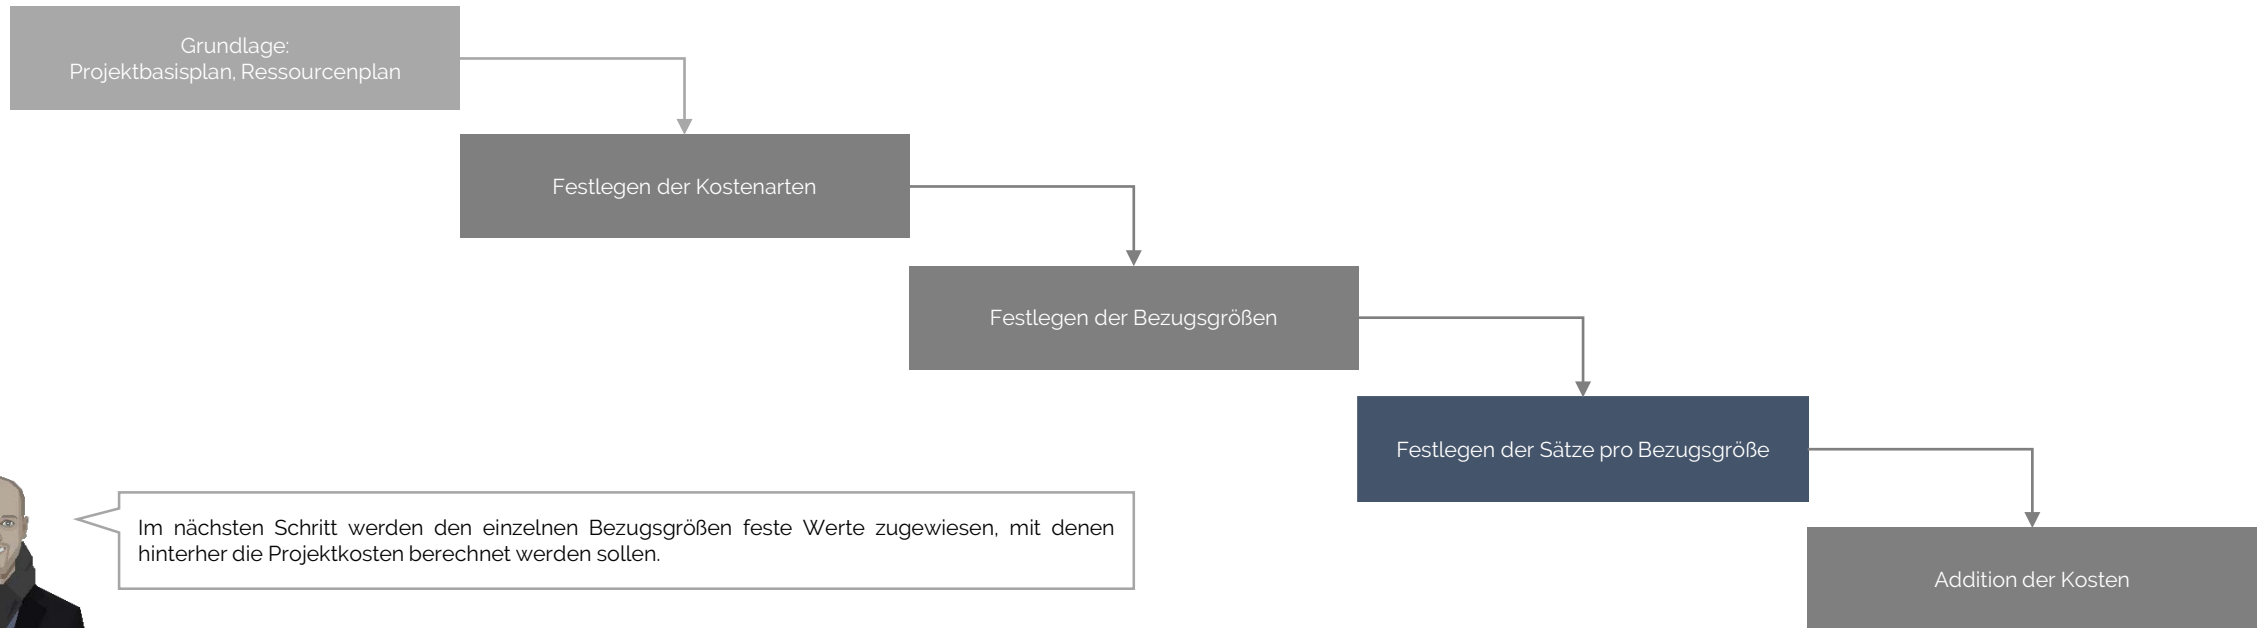 Grundlage:
Projektbasisplan, Ressourcenplan
Festlegen der Kostenarten
Festlegen der Bezugsgrößen
Festlegen der Sätze pro Bezugsgröße
Im nächsten Schritt werden den einzelnen Bezugsgrößen feste Werte zugewiesen, mit denen
hinterher die Projektkosten berechnet werden sollen.
Addition der Kosten